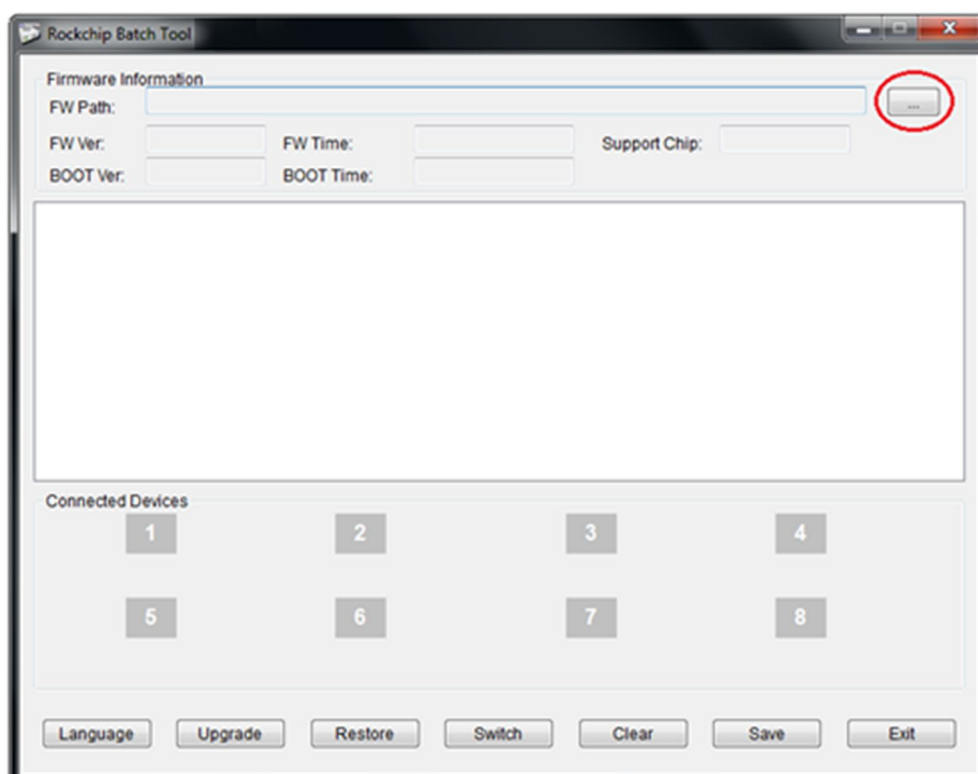 Rockchip Batch Tool
Firmware Information
FW Path:
...
FW Ver: FW Time: Support Chip:
BOOT Ver: BOOT Time:
Connected Devices
1 2 3 4
5 6 7 8
Language Upgrade Restore Switch Clear Save Exit